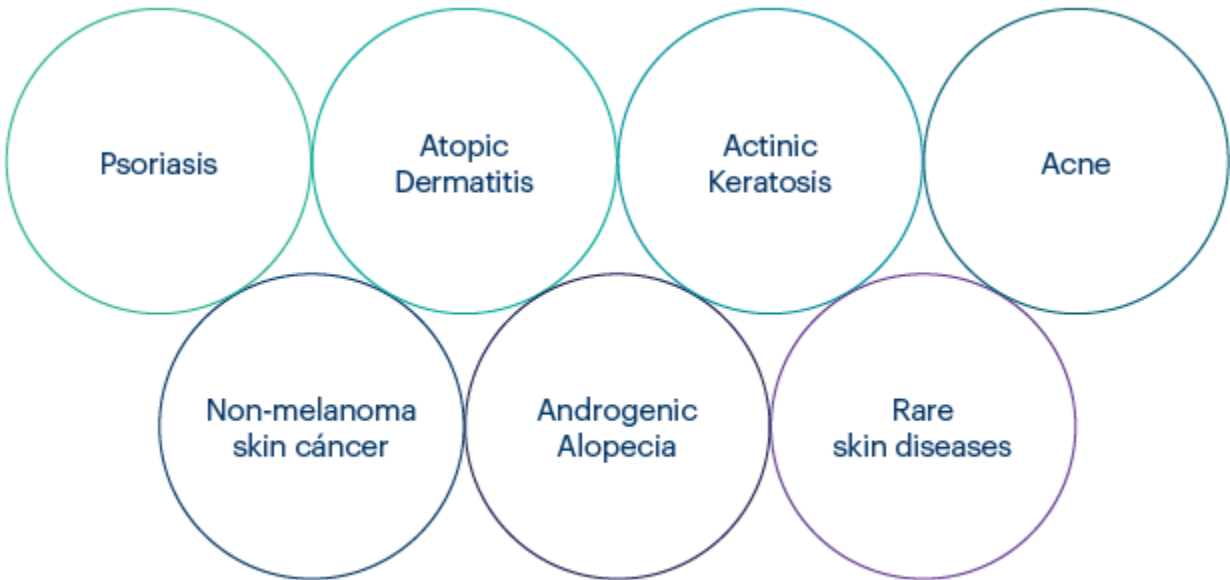 Psoriasis
Atopic
Dermatitis
Actinic
Keratosis
Acne
Non-melanoma
skin cáncer
Androgenic
Alopecia
Rare
skin diseases